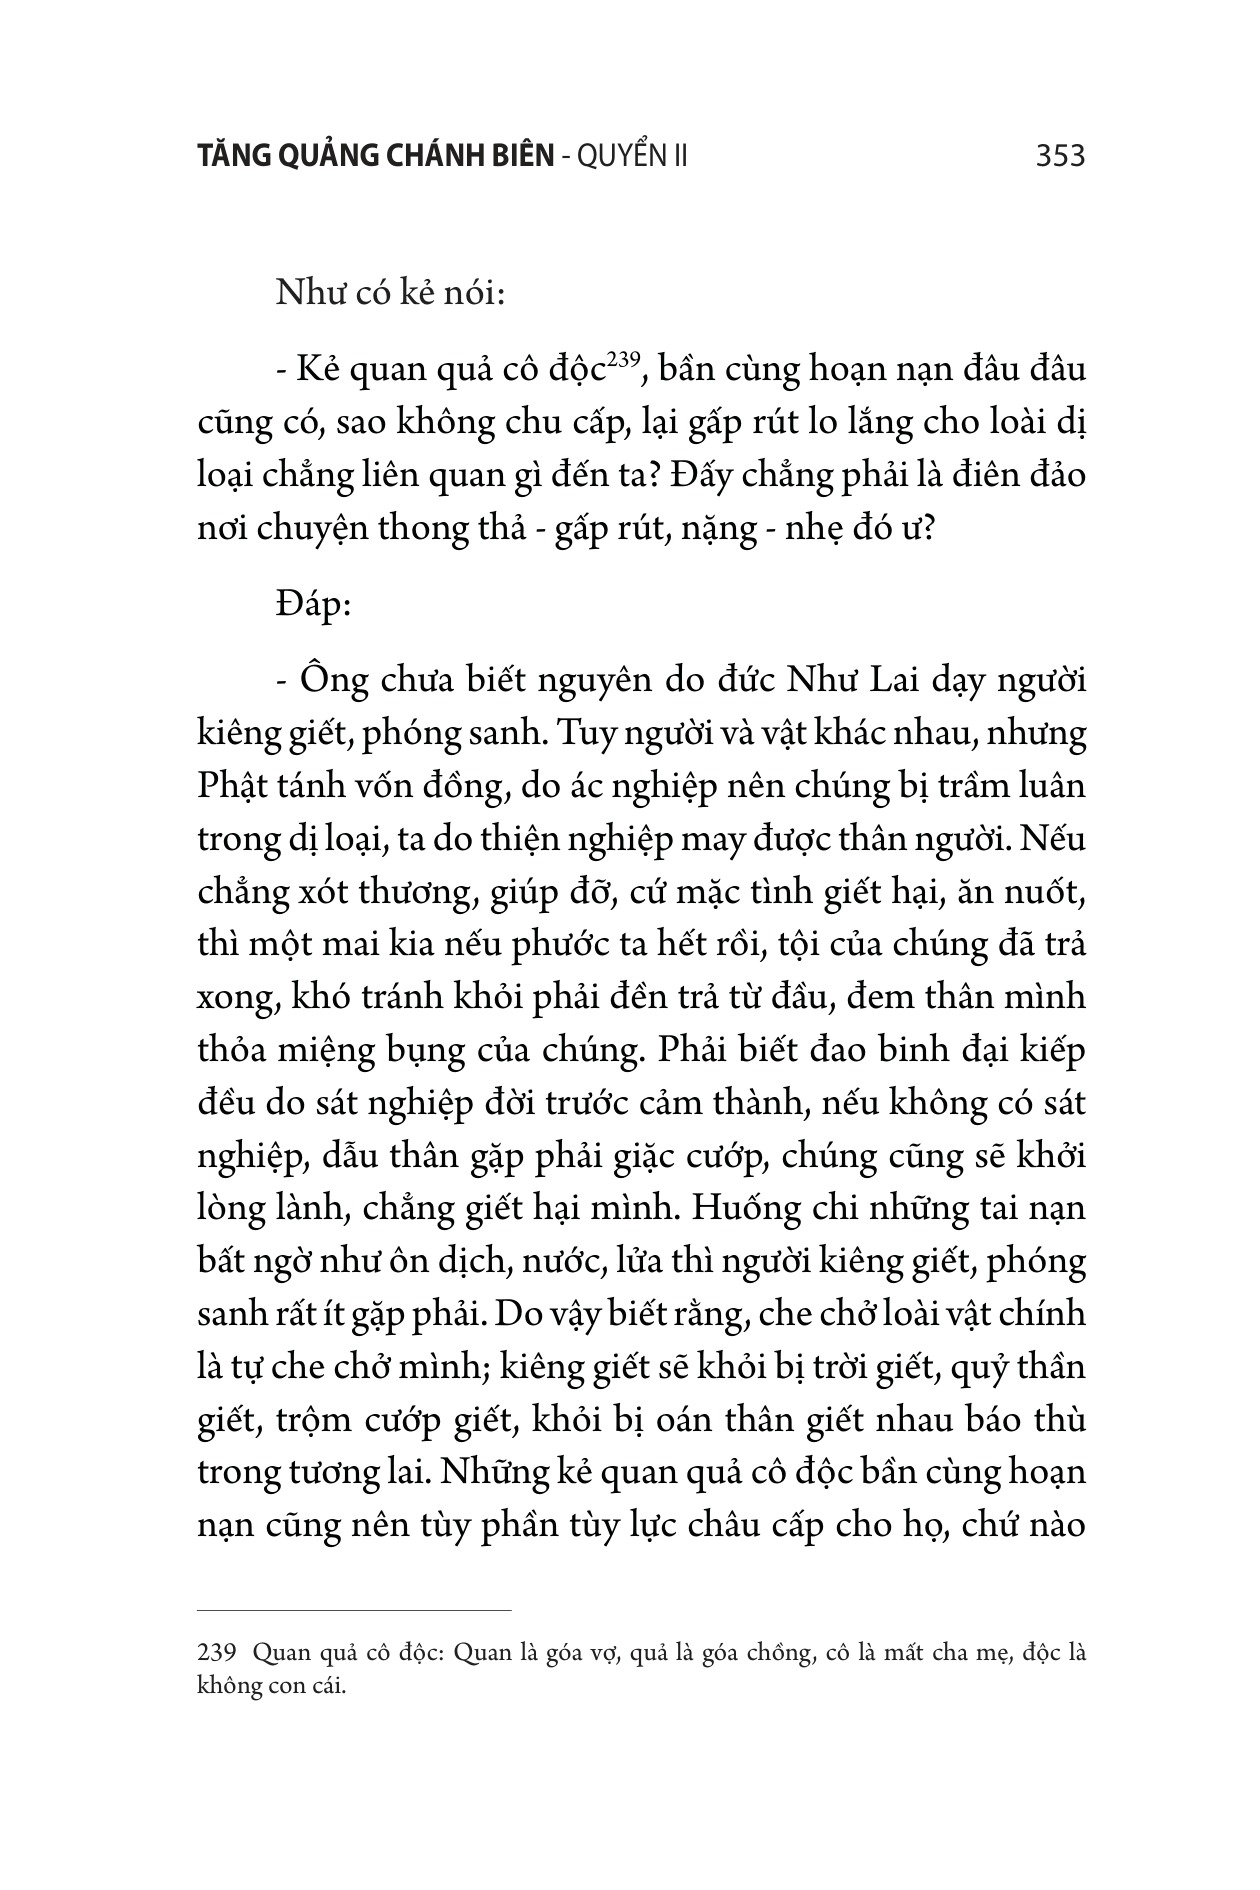 TĂNG QUẢNG CHÁNH BIÊN - QUYỂN II 353
Như có kẻ nói:
- Kẻ quan quả cô độc239, bần cùng hoạn nạn đâu đâu
cũng có, sao không chu cấp, lại gấp rút lo lắng cho loài dị
loại chẳng liên quan gì đến ta? Đấy chẳng phải là điên đảo
nơi chuyện thong thả - gấp rút, nặng - nhẹ đó ư?
Đáp:
- Ông chưa biết nguyên do đức Như Lai dạy người
kiêng giết, phóng sanh. Tuy người và vật khác nhau, nhưng
Phật tánh vốn đồng, do ác nghiệp nên chúng bị trầm luân
trong dị loại, ta do thiện nghiệp may được thân người. Nếu
chẳng xót thương, giúp đỡ, cứ mặc tình giết hại, ăn nuốt,
thì một mai kia nếu phước ta hết rồi, tội của chúng đã trả
xong, khó tránh khỏi phải đền trả từ đầu, đem thân mình
thỏa miệng bụng của chúng. Phải biết đao binh đại kiếp
đều do sát nghiệp đời trước cảm thành, nếu không có sát
nghiệp, dẫu thân gặp phải giặc cướp, chúng cũng sẽ khởi
lòng lành, chẳng giết hại mình. Huống chi những tai nạn
bất ngờ như ôn dịch, nước, lửa thì người kiêng giết, phóng
sanh rất ít gặp phải. Do vậy biết rằng, che chở loài vật chính
là tự che chở mình; kiêng giết sẽ khỏi bị trời giết, quỷ thần
giết, trộm cướp giết, khỏi bị oán thân giết nhau báo thù
trong tương lai. Những kẻ quan quả cô độc bần cùng hoạn
nạn cũng nên tùy phần tùy lực châu cấp cho họ, chứ nào
239 Quan quả cô độc: Quan là góa vợ, quả là góa chồng, cô là mất cha mẹ, độc là
không con cái.